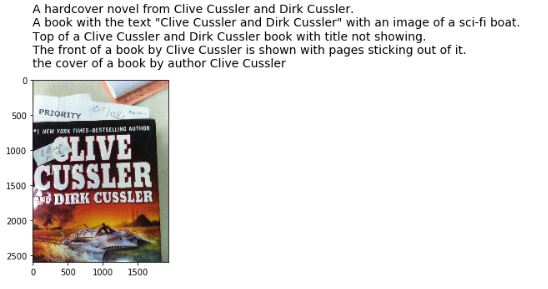 A hardcover novel from Clive Cussler and Dirk Cussler.
A book with the text "Clive Cussler and Dirk Cussler" with an image of a sci-fi boat.
Top of a Clive Cussler and Dirk Cussler book with title not showing.
The front of a book by Clive Cussler is shown with pages sticking out of it.
the cover of a book by author Clive Cussler
0
500
PRIORITY
#1 NEW YORK TIMES-BESTSELLING AUTHOR
1000
CLIVE
1500
CUSSLER
AND DIRK CUSSLER
2000
2500
0 500 1000 1500